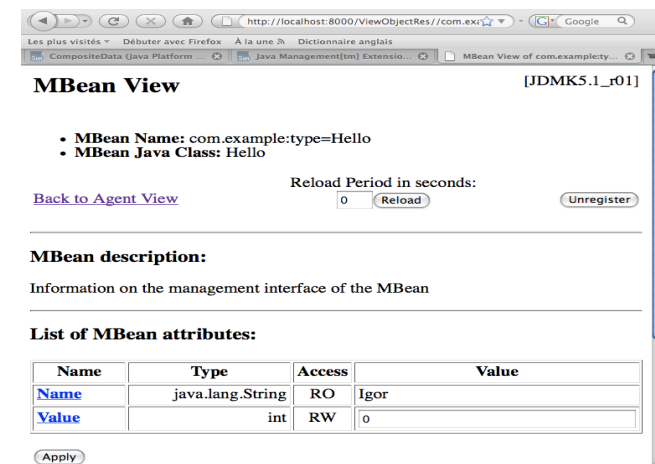 http://localhost:8000/ViewObjectRes//com.exa
Google
Les plus visités Débuter avec Firefox À la une Dictionnaire anglais
CompositeData (Java Platform ... Java Management[tm] Extensio... MBean View of com.example:ty...
MBean View
[JDMK5.1_r01]
• MBean Name: com.example:type=Hello
• MBean Java Class: Hello
Reload Period in seconds:
Back to Agent View 0 Reload Unregister
MBean description:
Information on the management interface of the MBean
List of MBean attributes:
Name Type Access Value
Name java.lang.String RO Igor
Value int RW 0
Apply